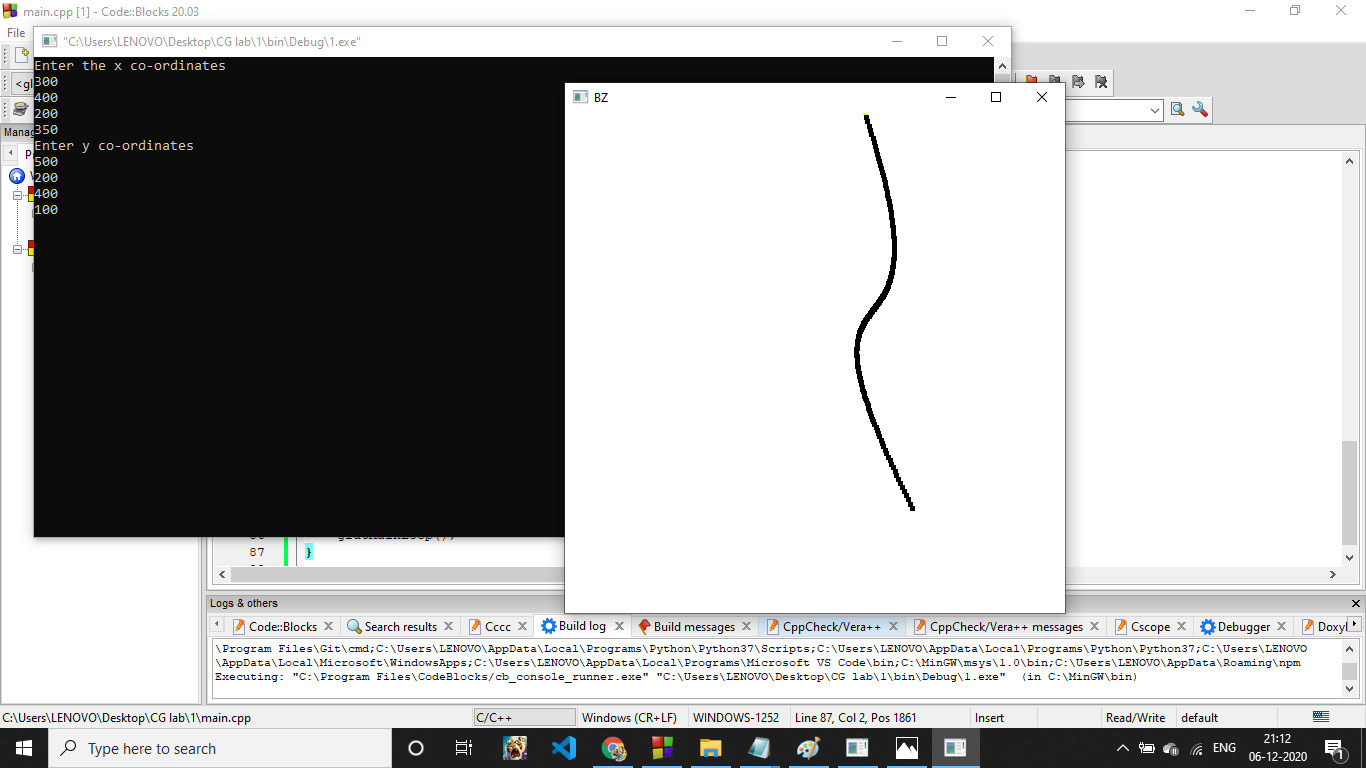 main.cpp [1] - Code::Blocks 20.03
File
"C:\Users\LENOVO\Desktop\CG lab\1\bin\Debug\1.exe"
Enter the x co-ordinates
300
400
200
350
Enter y co-ordinates
500
200
400
100
BZ
<gl
Manag
P
87 }
Logs & others
Code::Blocks Search results Cccc Build log Build messages CppCheck/Vera++ CppCheck/Vera++ messages Cscope Debugger Doxyl
\Program Files\Git\cmd;C:\Users\LENOVO\AppData\Local\Programs\Python\Python37\Scripts;C:\Users\LENOVO\AppData\Local\Programs\Python\Python37;C:\Users\LENOVO
\AppData\Local\Microsoft\WindowsApps;C:\Users\LENOVO\AppData\Local\Programs\Microsoft VS Code\bin;C:\MinGW\msys\1.0\bin;C:\Users\LENOVO\AppData\Roaming\npm
Executing: "C:\Program Files\CodeBlocks/cb_console_runner.exe" "C:\Users\LENOVO\Desktop\CG lab\1\bin\Debug\1.exe"  (in C:\MinGW\bin)
C:\Users\LENOVO\Desktop\CG lab\1\main.cpp C/C++ Windows (CR+LF) WINDOWS-1252 Line 87, Col 2, Pos 1861 Insert Read/Write default
Type here to search
ENG
21:12
06-12-2020
1